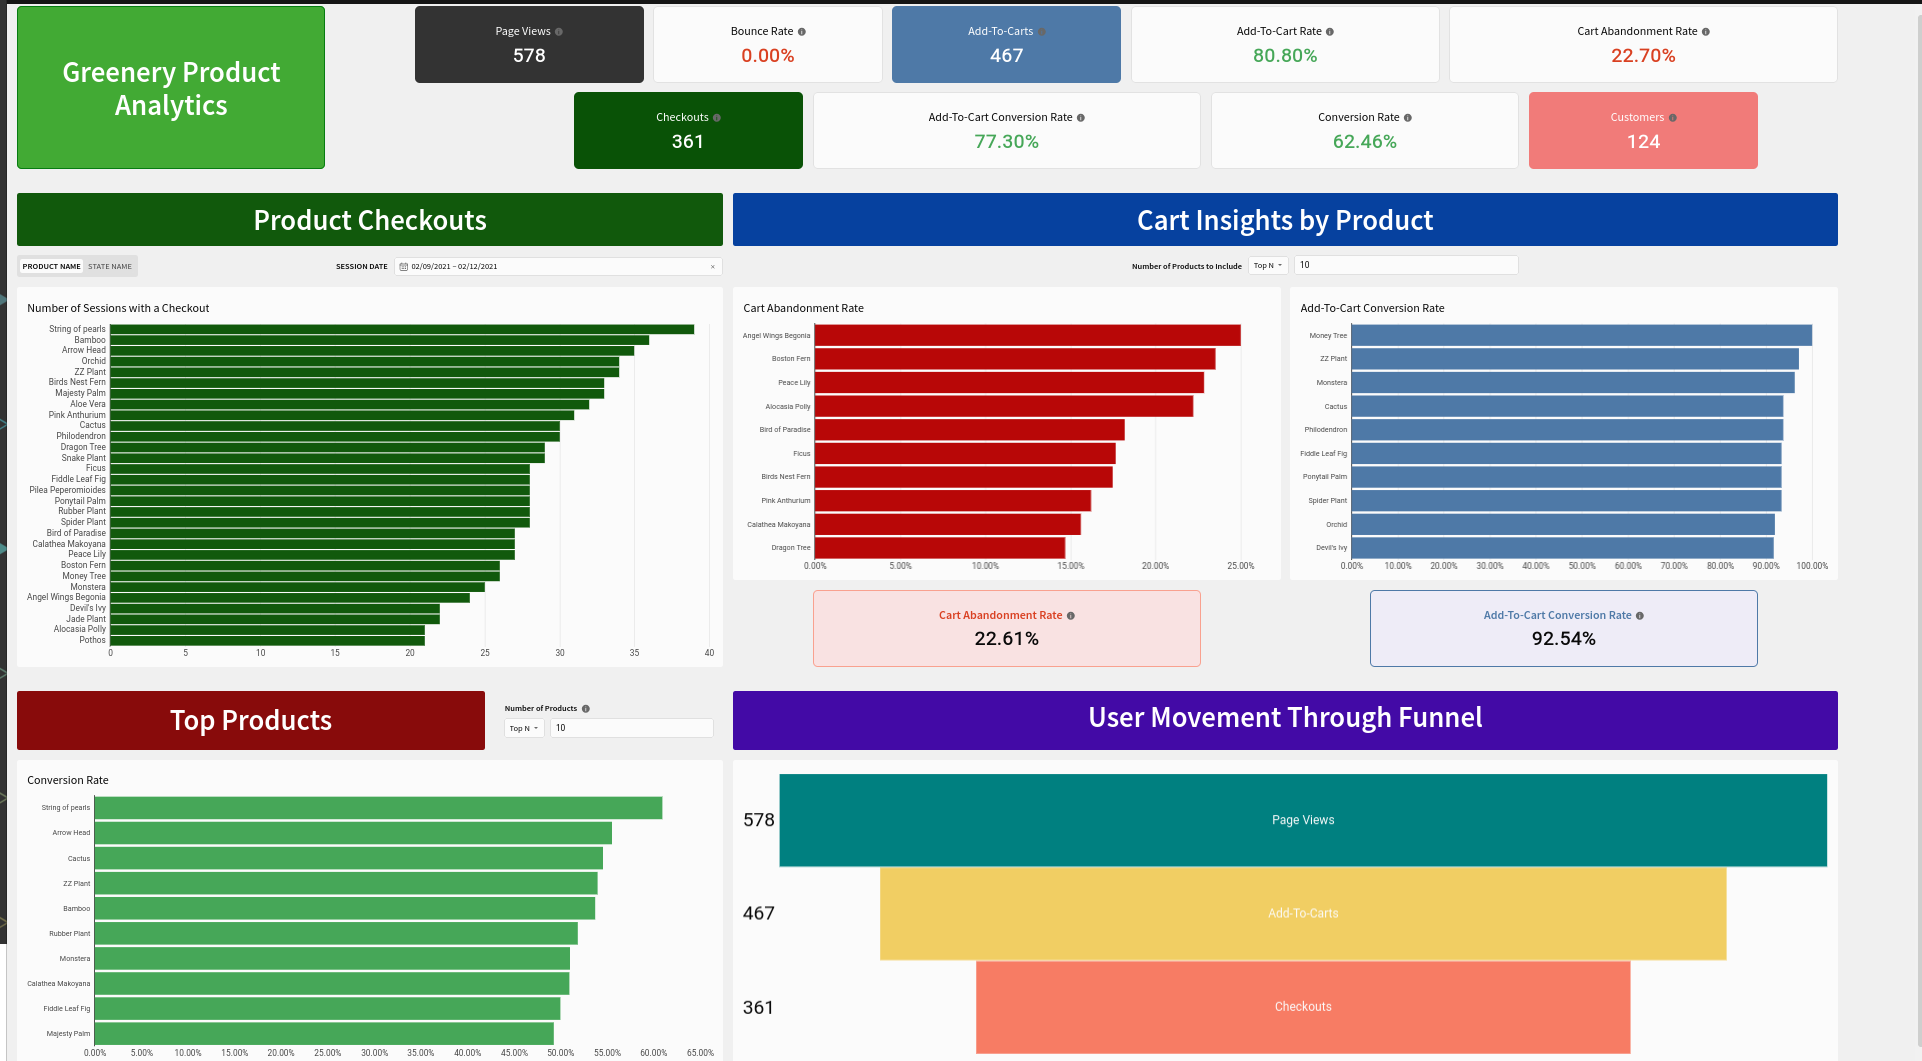 Greenery Product
Analytics
Page Views
578
Bounce Rate
0.00%
Add-To-Carts
467
Add-To-Cart Rate
80.80%
Cart Abandonment Rate
22.70%
Checkouts
361
Add-To-Cart Conversion Rate
77.30%
Conversion Rate
62.46%
Customers
124
Product Checkouts
PRODUCT NAME STATE NAME
SESSION DATE 02/09/2021 – 02/12/2021
Number of Sessions with a Checkout
String of pearls
Bamboo
Arrow Head
Orchid
ZZ Plant
Birds Nest Fern
Majesty Palm
Aloe Vera
Pink Anthurium
Cactus
Philodendron
Dragon Tree
Snake Plant
Ficus
Fiddle Leaf Fig
Pilea Peperomioides
Ponytail Palm
Rubber Plant
Spider Plant
Bird of Paradise
Calathea Makoyana
Peace Lily
Boston Fern
Money Tree
Monstera
Angel Wings Begonia
Devil's Ivy
Jade Plant
Alocasia Polly
Pothos
0 5 10 15 20 25 30 35 40
Cart Insights by Product
Number of Products to Include Top N 10
Cart Abandonment Rate
Angel Wings Begonia
Boston Fern
Peace Lily
Alocasia Polly
Bird of Paradise
Ficus
Birds Nest Fern
Pink Anthurium
Calathea Makoyana
Dragon Tree
0.00% 5.00% 10.00% 15.00% 20.00% 25.00%
Cart Abandonment Rate
22.61%
Add-To-Cart Conversion Rate
Money Tree
ZZ Plant
Monstera
Cactus
Philodendron
Fiddle Leaf Fig
Ponytail Palm
Spider Plant
Orchid
Devil's Ivy
0.00% 10.00% 20.00% 30.00% 40.00% 50.00% 60.00% 70.00% 80.00% 90.00% 100.00%
Add-To-Cart Conversion Rate
92.54%
Top Products
Number of Products
Top N 10
Conversion Rate
String of pearls
Arrow Head
Cactus
ZZ Plant
Bamboo
Rubber Plant
Monstera
Calathea Makoyana
Fiddle Leaf Fig
Majesty Palm
0.00% 5.00% 10.00% 15.00% 20.00% 25.00% 30.00% 35.00% 40.00% 45.00% 50.00% 55.00% 60.00% 65.00%
User Movement Through Funnel
578 Page Views
467 Add-To-Carts
361 Checkouts